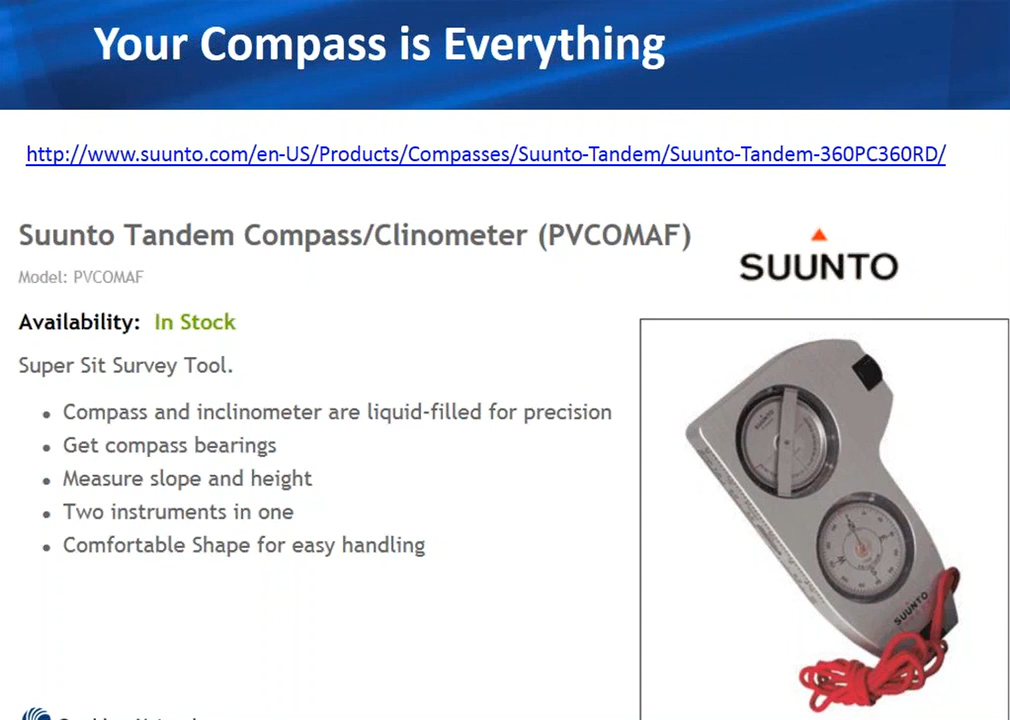 Your Compass is Everything
http://www.suunto.com/en-US/Products/Compasses/Suunto-Tandem/Suunto-Tandem-360PC360RD/
Suunto Tandem Compass/Clinometer (PVCOMAF)
SUUNTO
Model: PVCOMAF
Availability: In Stock
Super Sit Survey Tool.
• Compass and inclinometer are liquid-filled for precision
• Get compass bearings
• Measure slope and height
• Two instruments in one
• Comfortable Shape for easy handling
SUUNTO
SUUNTO